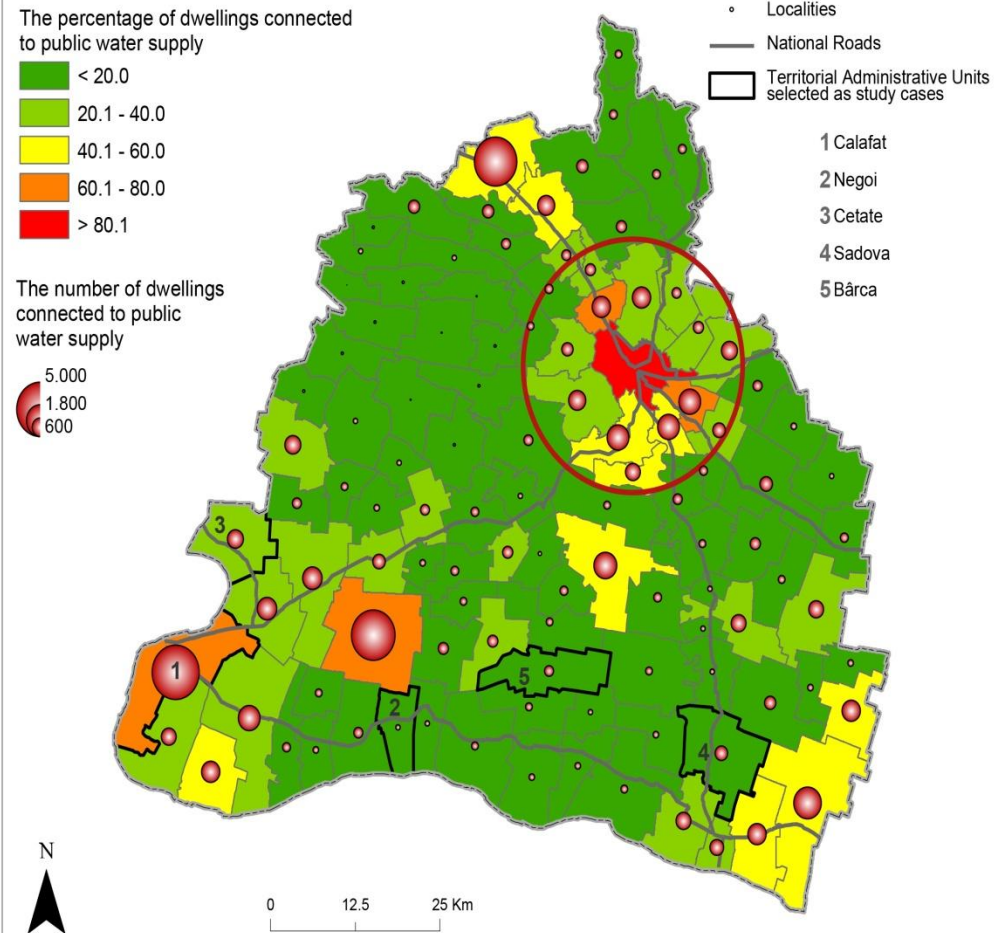 The percentage of dwellings connected
to public water supply
< 20.0
20.1 - 40.0
40.1 - 60.0
60.1 - 80.0
> 80.1
The number of dwellings
connected to public
water supply
5.000
1.800
600
Localities
National Roads
Territorial Administrative Units
selected as study cases
1 Calafat
2 Negoi
3 Cetate
4 Sadova
5 Bârca
3
1
2
5
4
N
0 12.5 25 Km